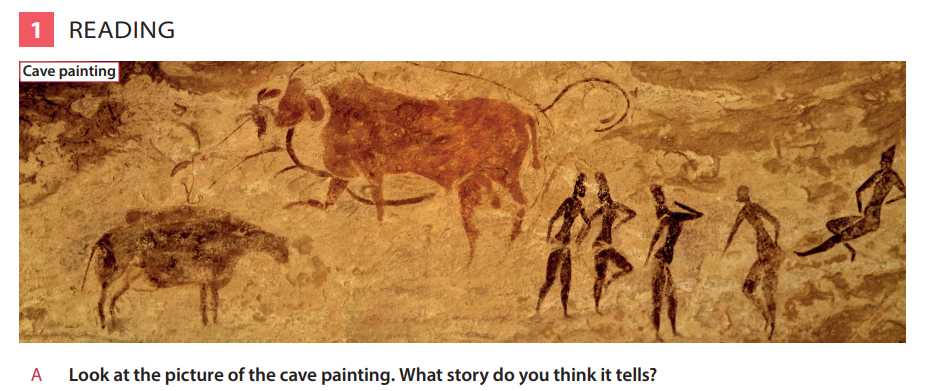 1 READING
Cave painting
A Look at the picture of the cave painting. What story do you think it tells?